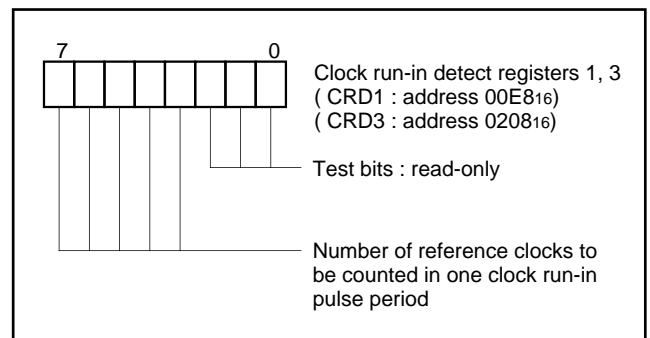 7 0
Clock run-in detect registers 1, 3
( CRD1 : address 00E816)
( CRD3 : address 020816)
Test bits : read-only
Number of reference clocks to
be counted in one clock run-in
pulse period